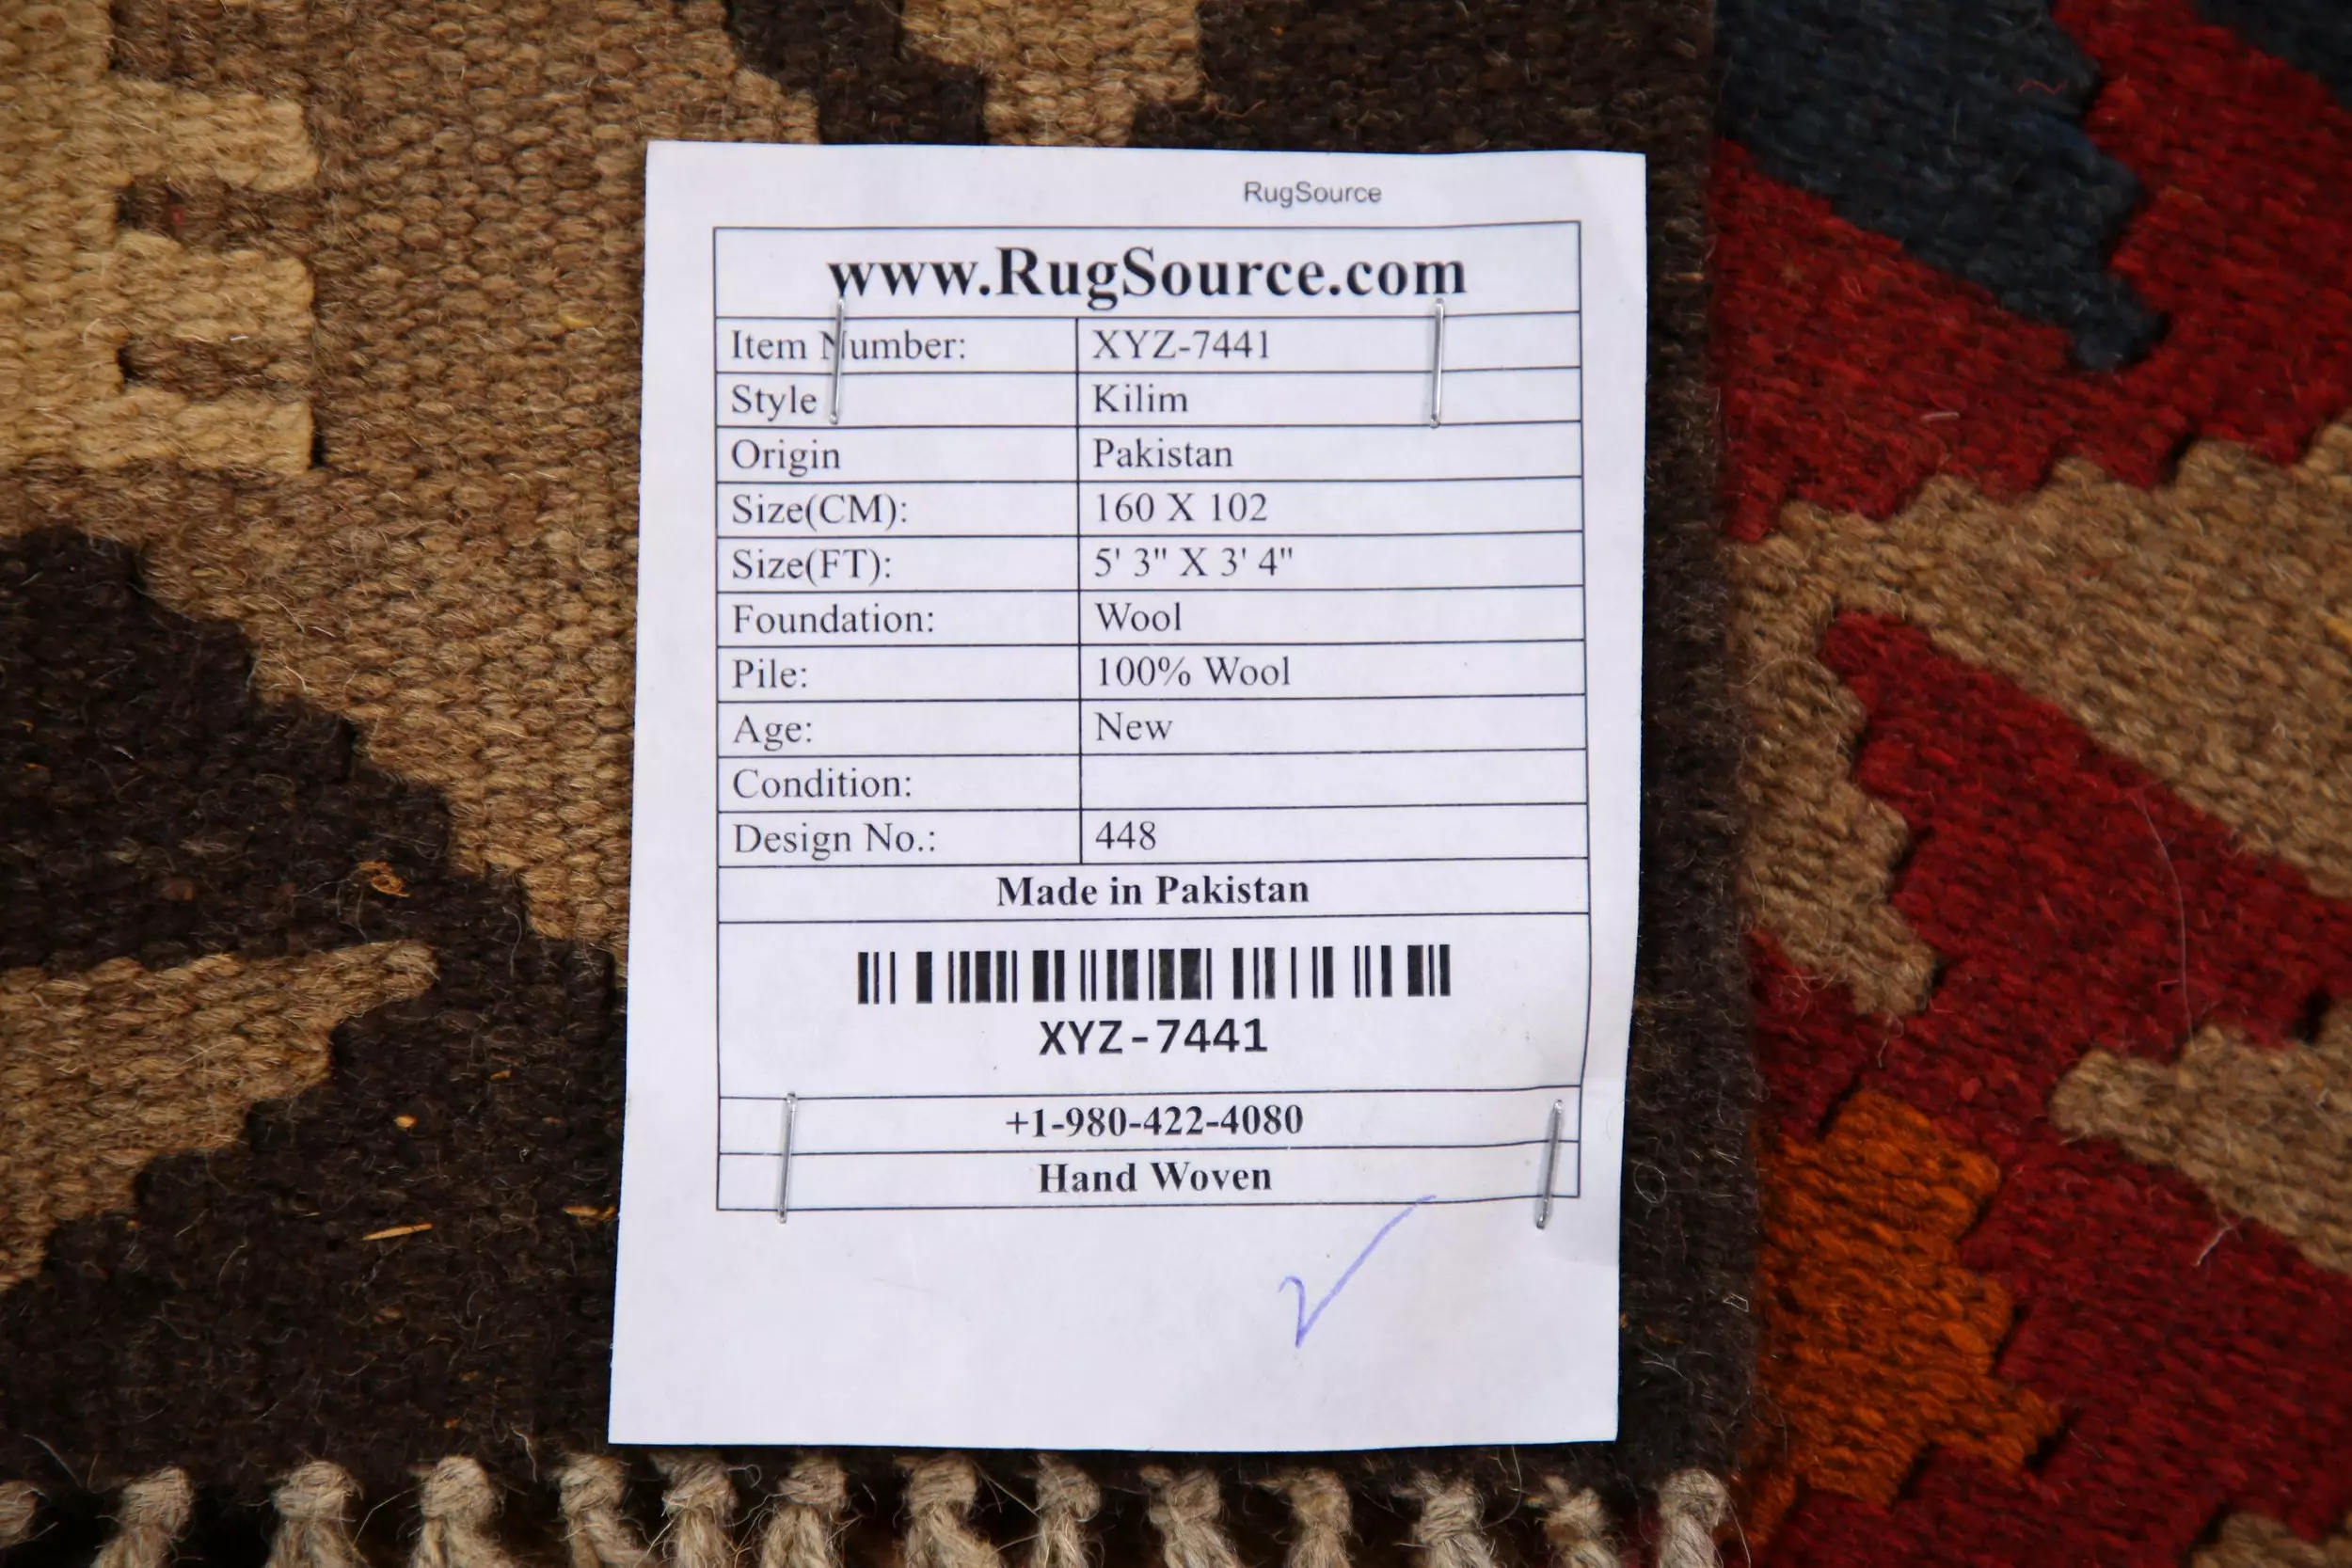 RugSource
www.RugSource.com
Item Number: XYZ-7441
Style Kilim
Origin Pakistan
Size(CM): 160 X 102
Size(FT): 5' 3" X 3' 4"
Foundation: Wool
Pile: 100% Wool
Age: New
Condition:
Design No.: 448
Made in Pakistan
XYZ-7441
+1-980-422-4080
Hand Woven